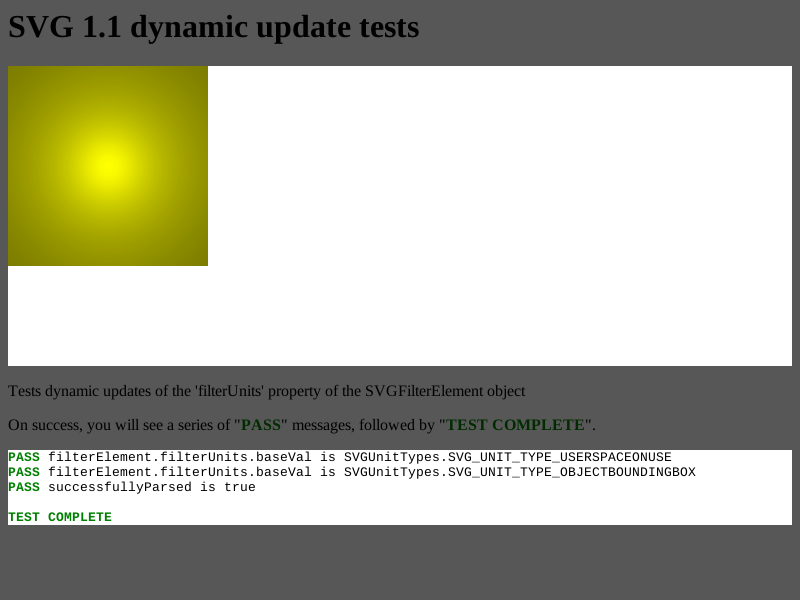 SVG 1.1 dynamic update tests
Tests dynamic updates of the 'filterUnits' property of the SVGFilterElement object
On success, you will see a series of "PASS" messages, followed by "TEST COMPLETE".
PASS filterElement.filterUnits.baseVal is SVGUnitTypes.SVG_UNIT_TYPE_USERSPACEONUSE
PASS filterElement.filterUnits.baseVal is SVGUnitTypes.SVG_UNIT_TYPE_OBJECTBOUNDINGBOX
PASS successfullyParsed is true
TEST COMPLETE